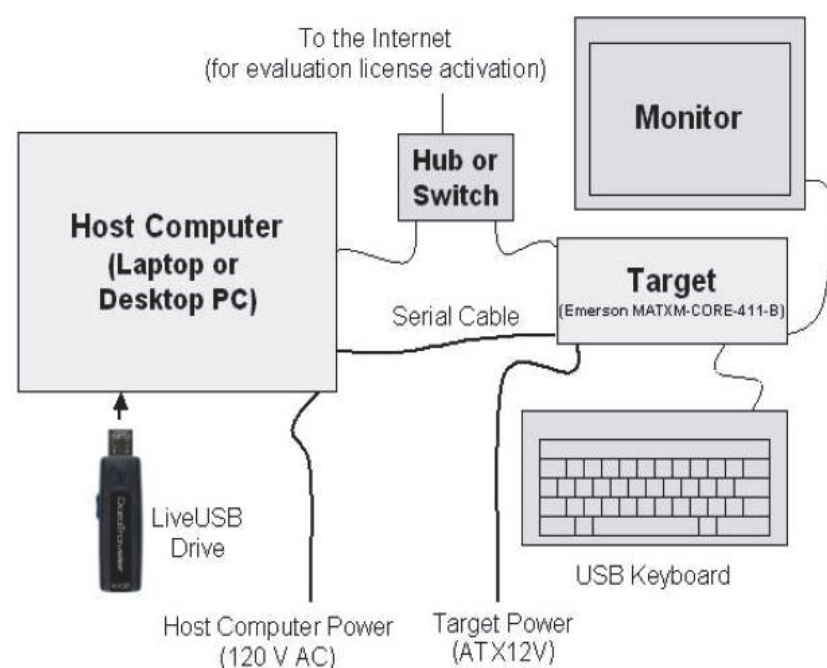 To the Internet
(for evaluation license activation)
Monitor
Hub or
Switch
Host Computer
(Laptop or
Desktop PC)
Target
(Emerson MATXM-CORE-411-B)
Serial Cable
DataTraveler
LiveUSB
Drive
USB Keyboard
Host Computer Power
(120 V AC)
Target Power
(ATX12V)